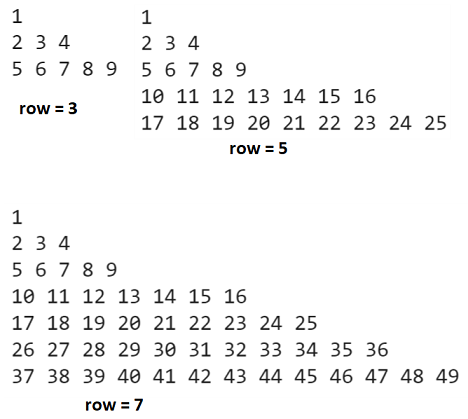 1
2 3 4
5 6 7 8 9
row = 3
1
2 3 4
5 6 7 8 9
10 11 12 13 14 15 16
17 18 19 20 21 22 23 24 25
row = 5
1
2 3 4
5 6 7 8 9
10 11 12 13 14 15 16
17 18 19 20 21 22 23 24 25
26 27 28 29 30 31 32 33 34 35 36
37 38 39 40 41 42 43 44 45 46 47 48 49
row = 7